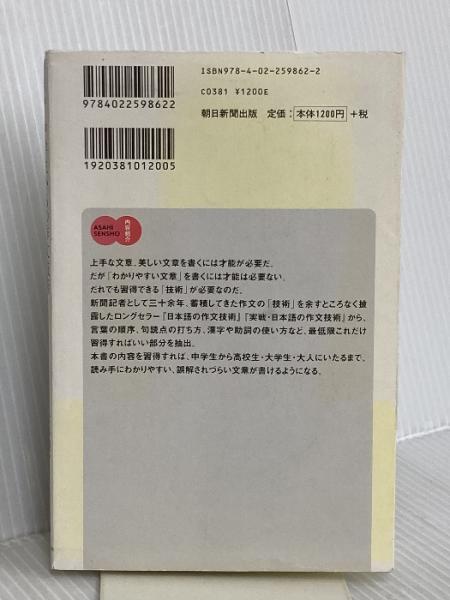 ISBN978-4-02-259862-2
C0381 ¥1200E
朝日新聞出版 定価：本体1200円+税
9784022598622
1920381012005
ASAHI SENSHO
内容紹介
上手な文章、美しい文章を書くには才能が必要だ。
だが「わかりやすい文章」を書くには才能は必要ない。
だれでも習得できる「技術」が必要なのだ。
新聞記者として三十余年、蓄積してきた作文の「技術」を余すところなく披
露したロングセラー『日本語の作文技術』『実戦・日本語の作文技術』から、
言葉の順序、句読点の打ち方、漢字や助詞の使い方など、最低限これだけ
習得すればいい部分を抽出。
本書の内容を習得すれば、中学生から高校生・大学生・大人にいたるまで、
読み手にわかりやすい、誤解されづらい文章が書けるようになる。